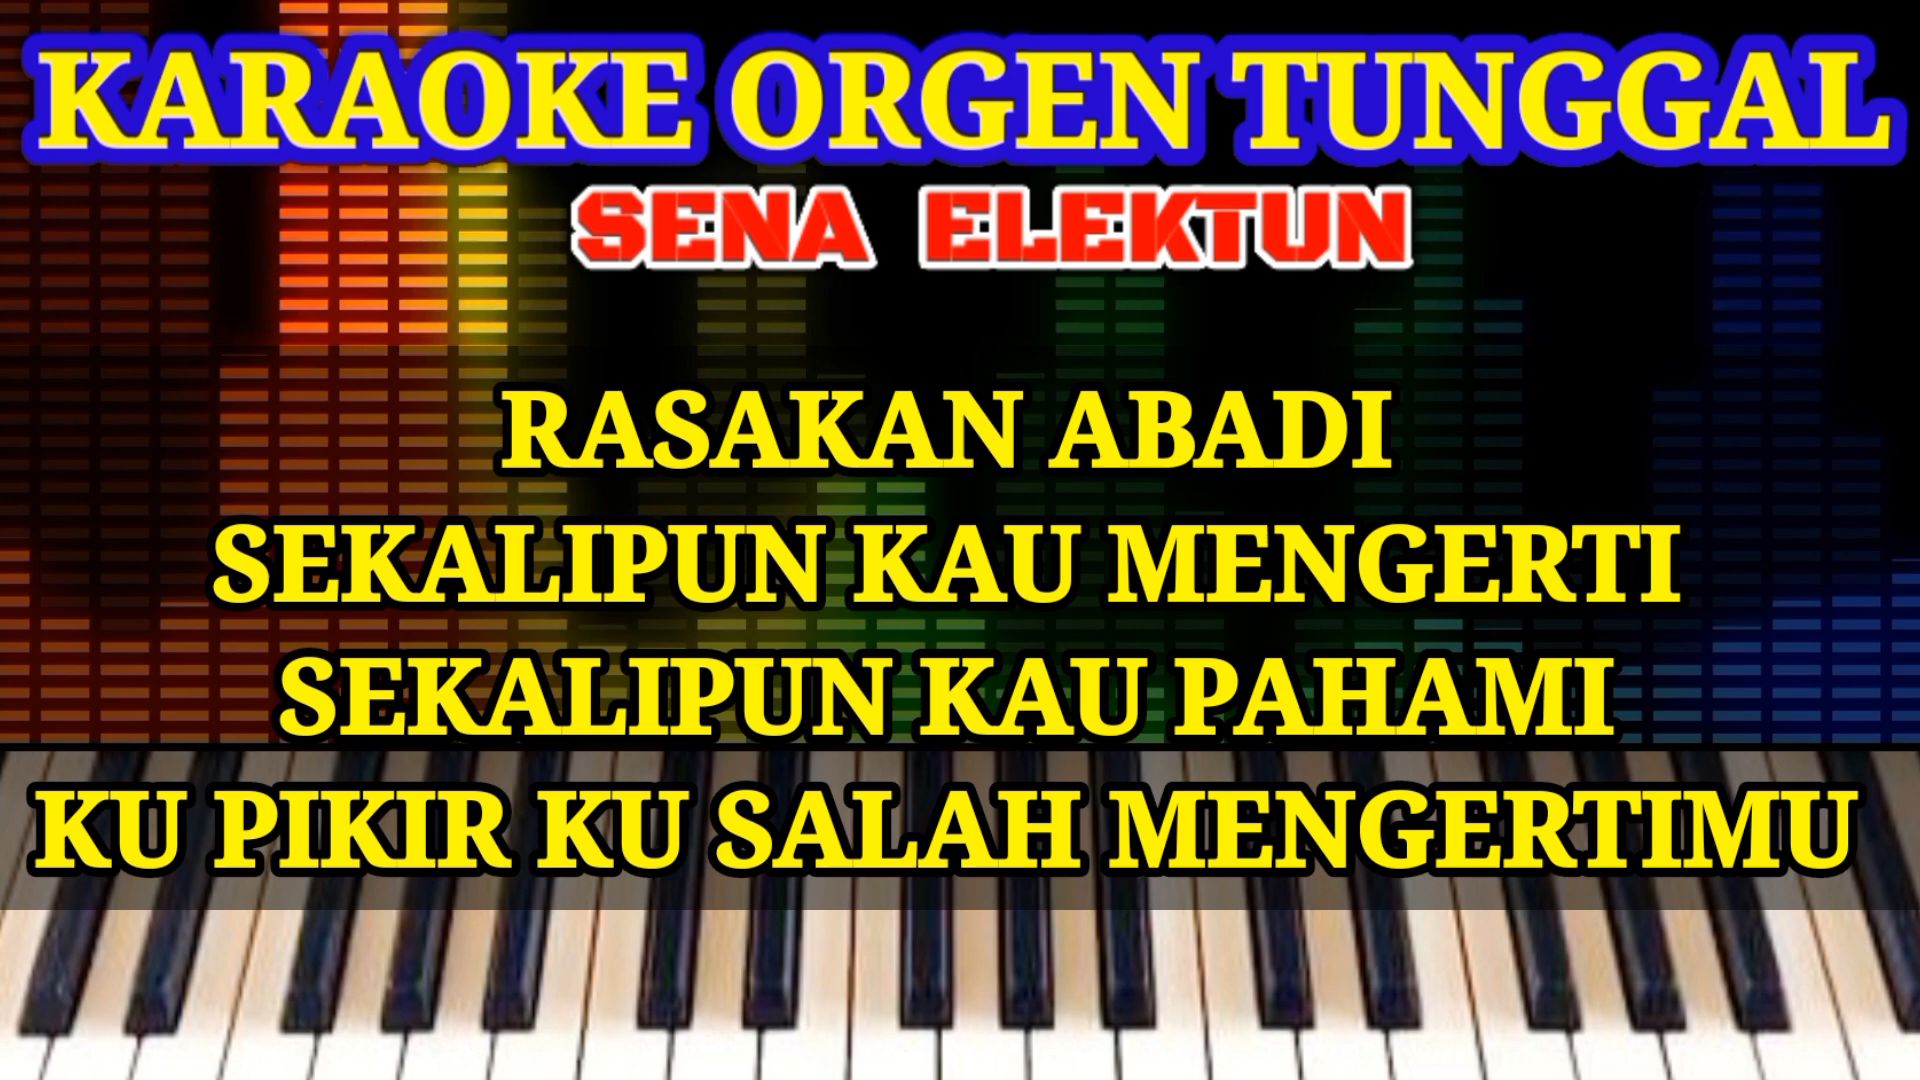 KARAOKE ORGEN TUNGGAL
SENA ELEKTUN
RASAKAN ABADI
SEKALIPUN KAU MENGERTI
SEKALIPUN KAU PAHAMI
KU PIKIR KU SALAH MENGERTIMU